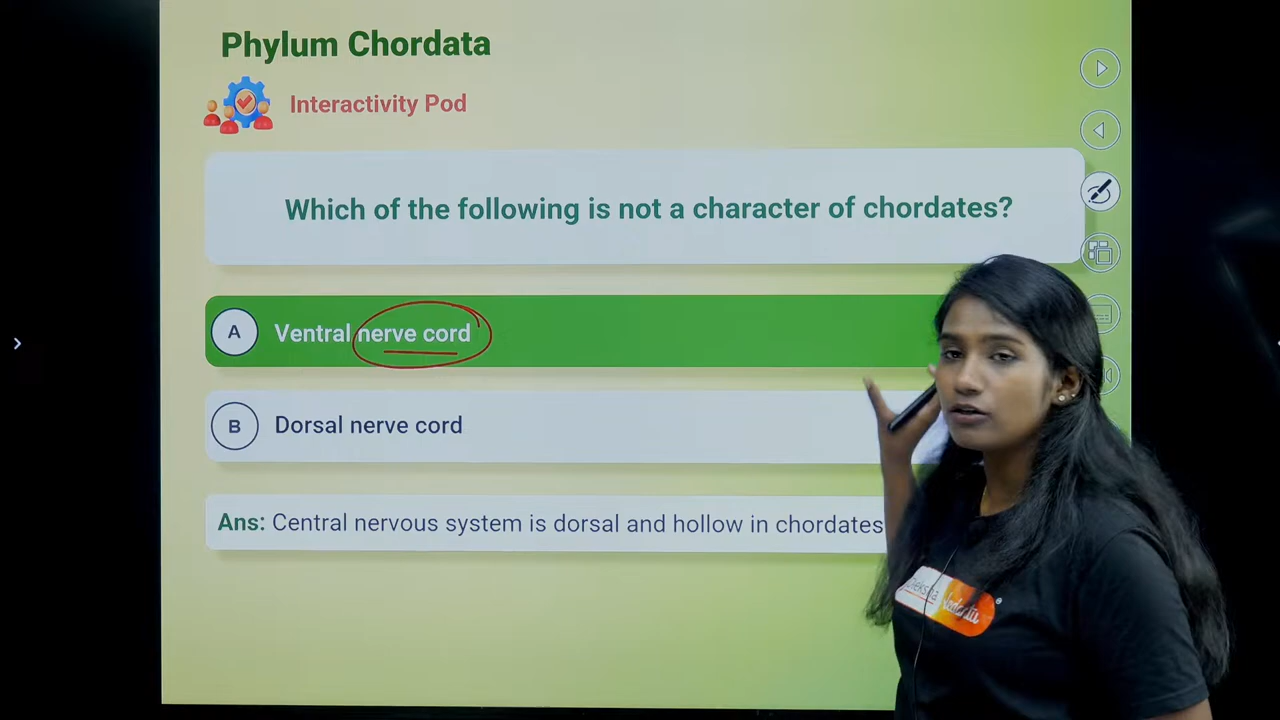 Phylum Chordata
Interactivity Pod
Which of the following is not a character of chordates?
A Ventral nerve cord
B Dorsal nerve cord
Ans: Central nervous system is dorsal and hollow in chordates